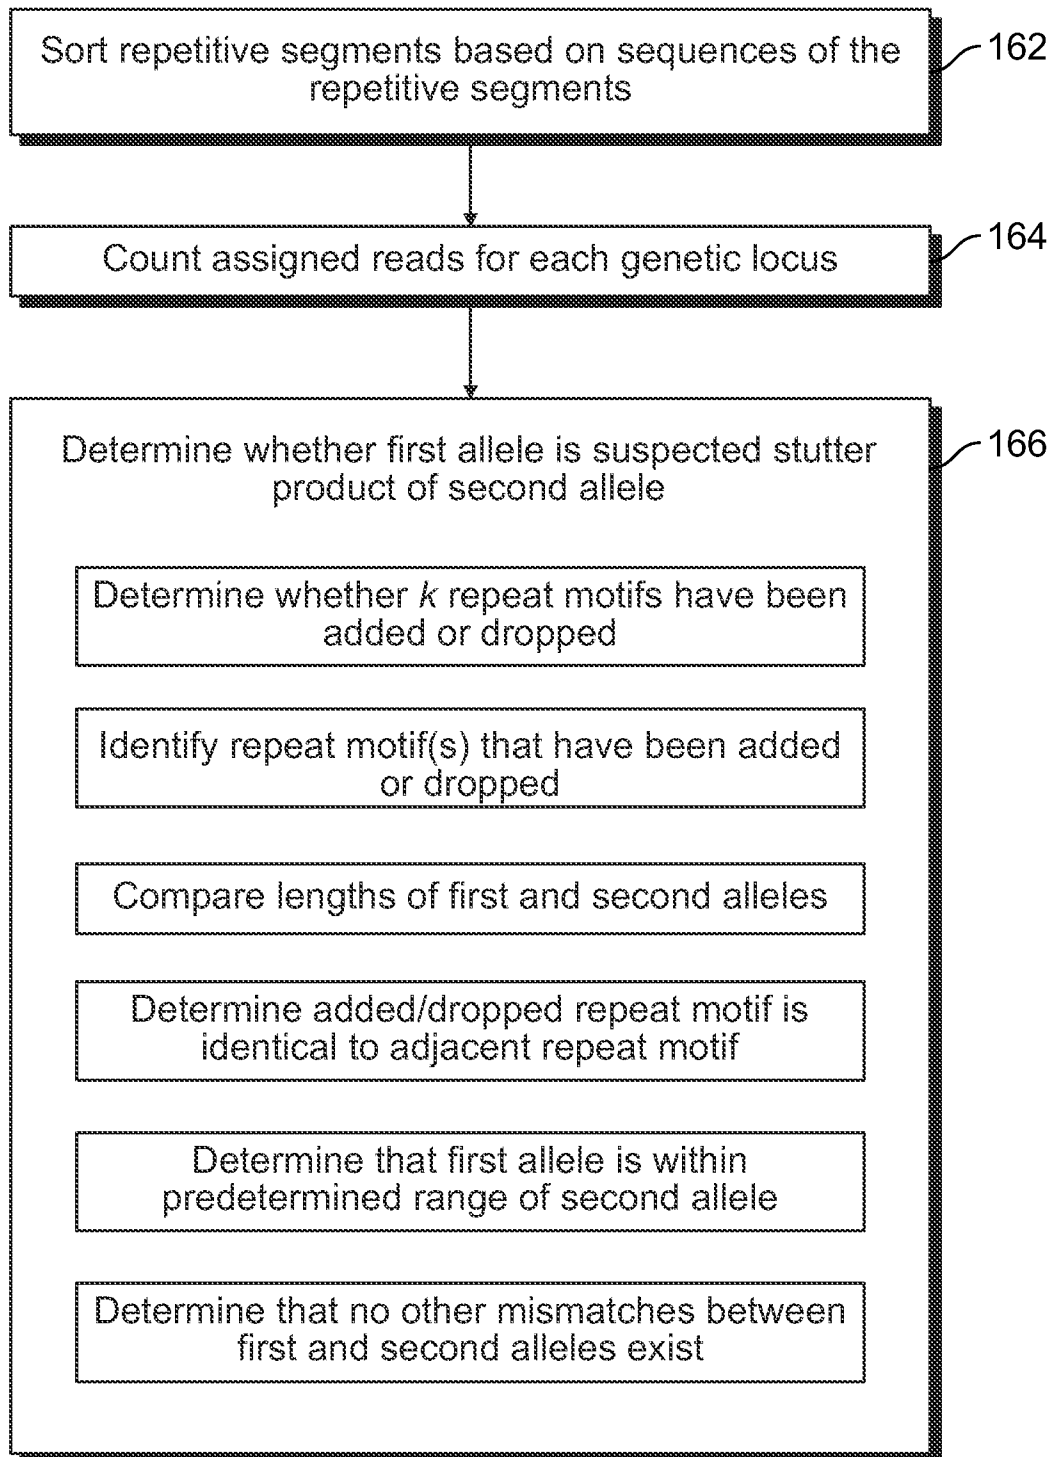 Sort repetitive segments based on sequences of the
repetitive segments
162
Count assigned reads for each genetic locus
164
Determine whether first allele is suspected stutter
product of second allele
166
Determine whether k repeat motifs have been
added or dropped
Identify repeat motif(s) that have been added
or dropped
Compare lengths of first and second alleles
Determine added/dropped repeat motif is
identical to adjacent repeat motif
Determine that first allele is within
predetermined range of second allele
Determine that no other mismatches between
first and second alleles exist